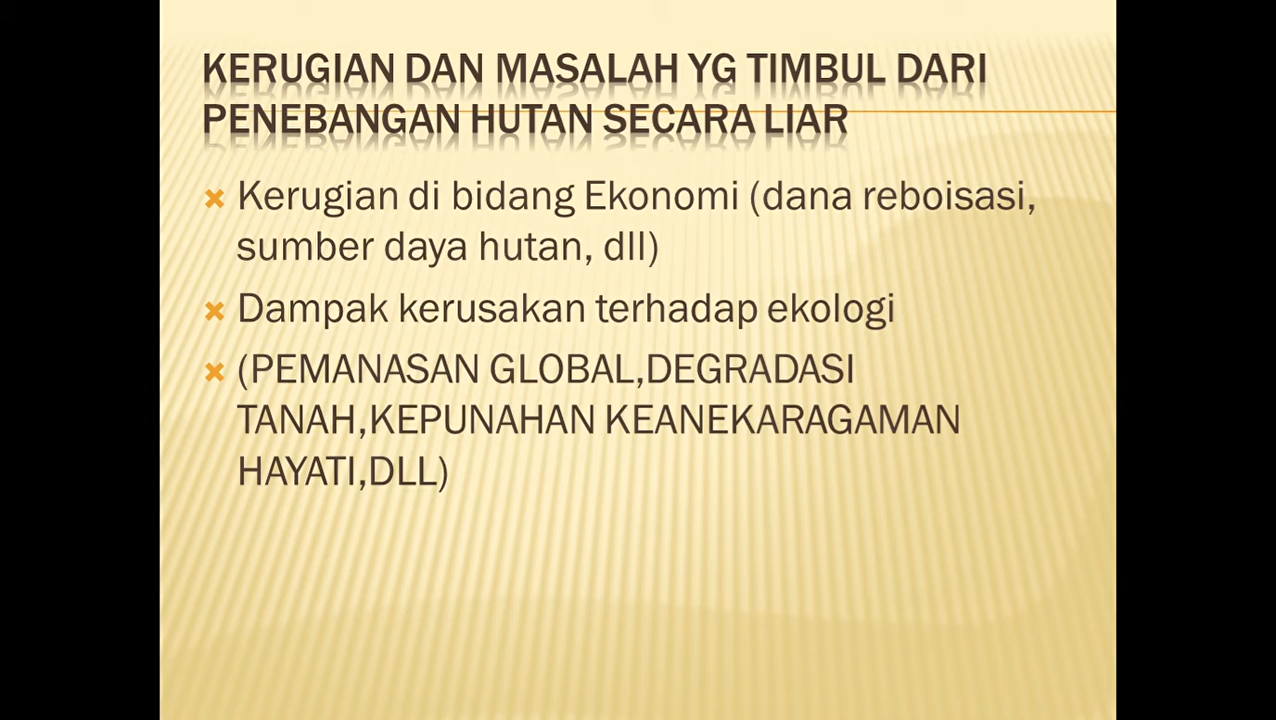 KERUGIAN DAN MASALAH YG TIMBUL DARI
PENEBANGAN HUTAN SECARA LIAR
Kerugian di bidang Ekonomi (dana reboisasi,
sumber daya hutan, dll)
Dampak kerusakan terhadap ekologi
(PEMANASAN GLOBAL,DEGRADASI
TANAH,KEPUNAHAN KEANEKARAGAMAN
HAYATI,DLL)